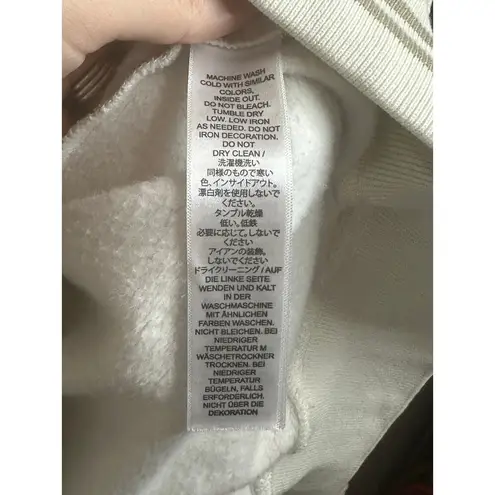 MACHINE WASH
COLD WITH SIMILAR
COLORS,
INSIDE OUT.
DO NOT BLEACH.
TUMBLE DRY
LOW. LOW IRON
AS NEEDED. DO NOT
IRON DECORATION.
DO NOT
DRY CLEAN /
洗濯機洗い
同様のもので寒い
色、インサイドアウト。
漂白剤を使用しないで
ください。
タンブル乾燥
低い。低鉄
必要に応じて。しない
でください
アイアンの装飾。
しないでください
ドライクリーニング / AUF
DIE LINKE SEITE
WENDEN UND KALT
IN DER
WASCHMASCHINE
MIT ÄHNLICHEN
FARBEN WASCHEN.
NICHT BLEICHEN. BEI
NIEDRIGER
TEMPERATUR M
WÄSCHETROCKNER
TROCKNEN. BEI
NIEDRIGER
TEMPERATUR
BÜGELN, FALLS
ERFORDERLICH.
NICHT ÜBER DIE
DEKORATION